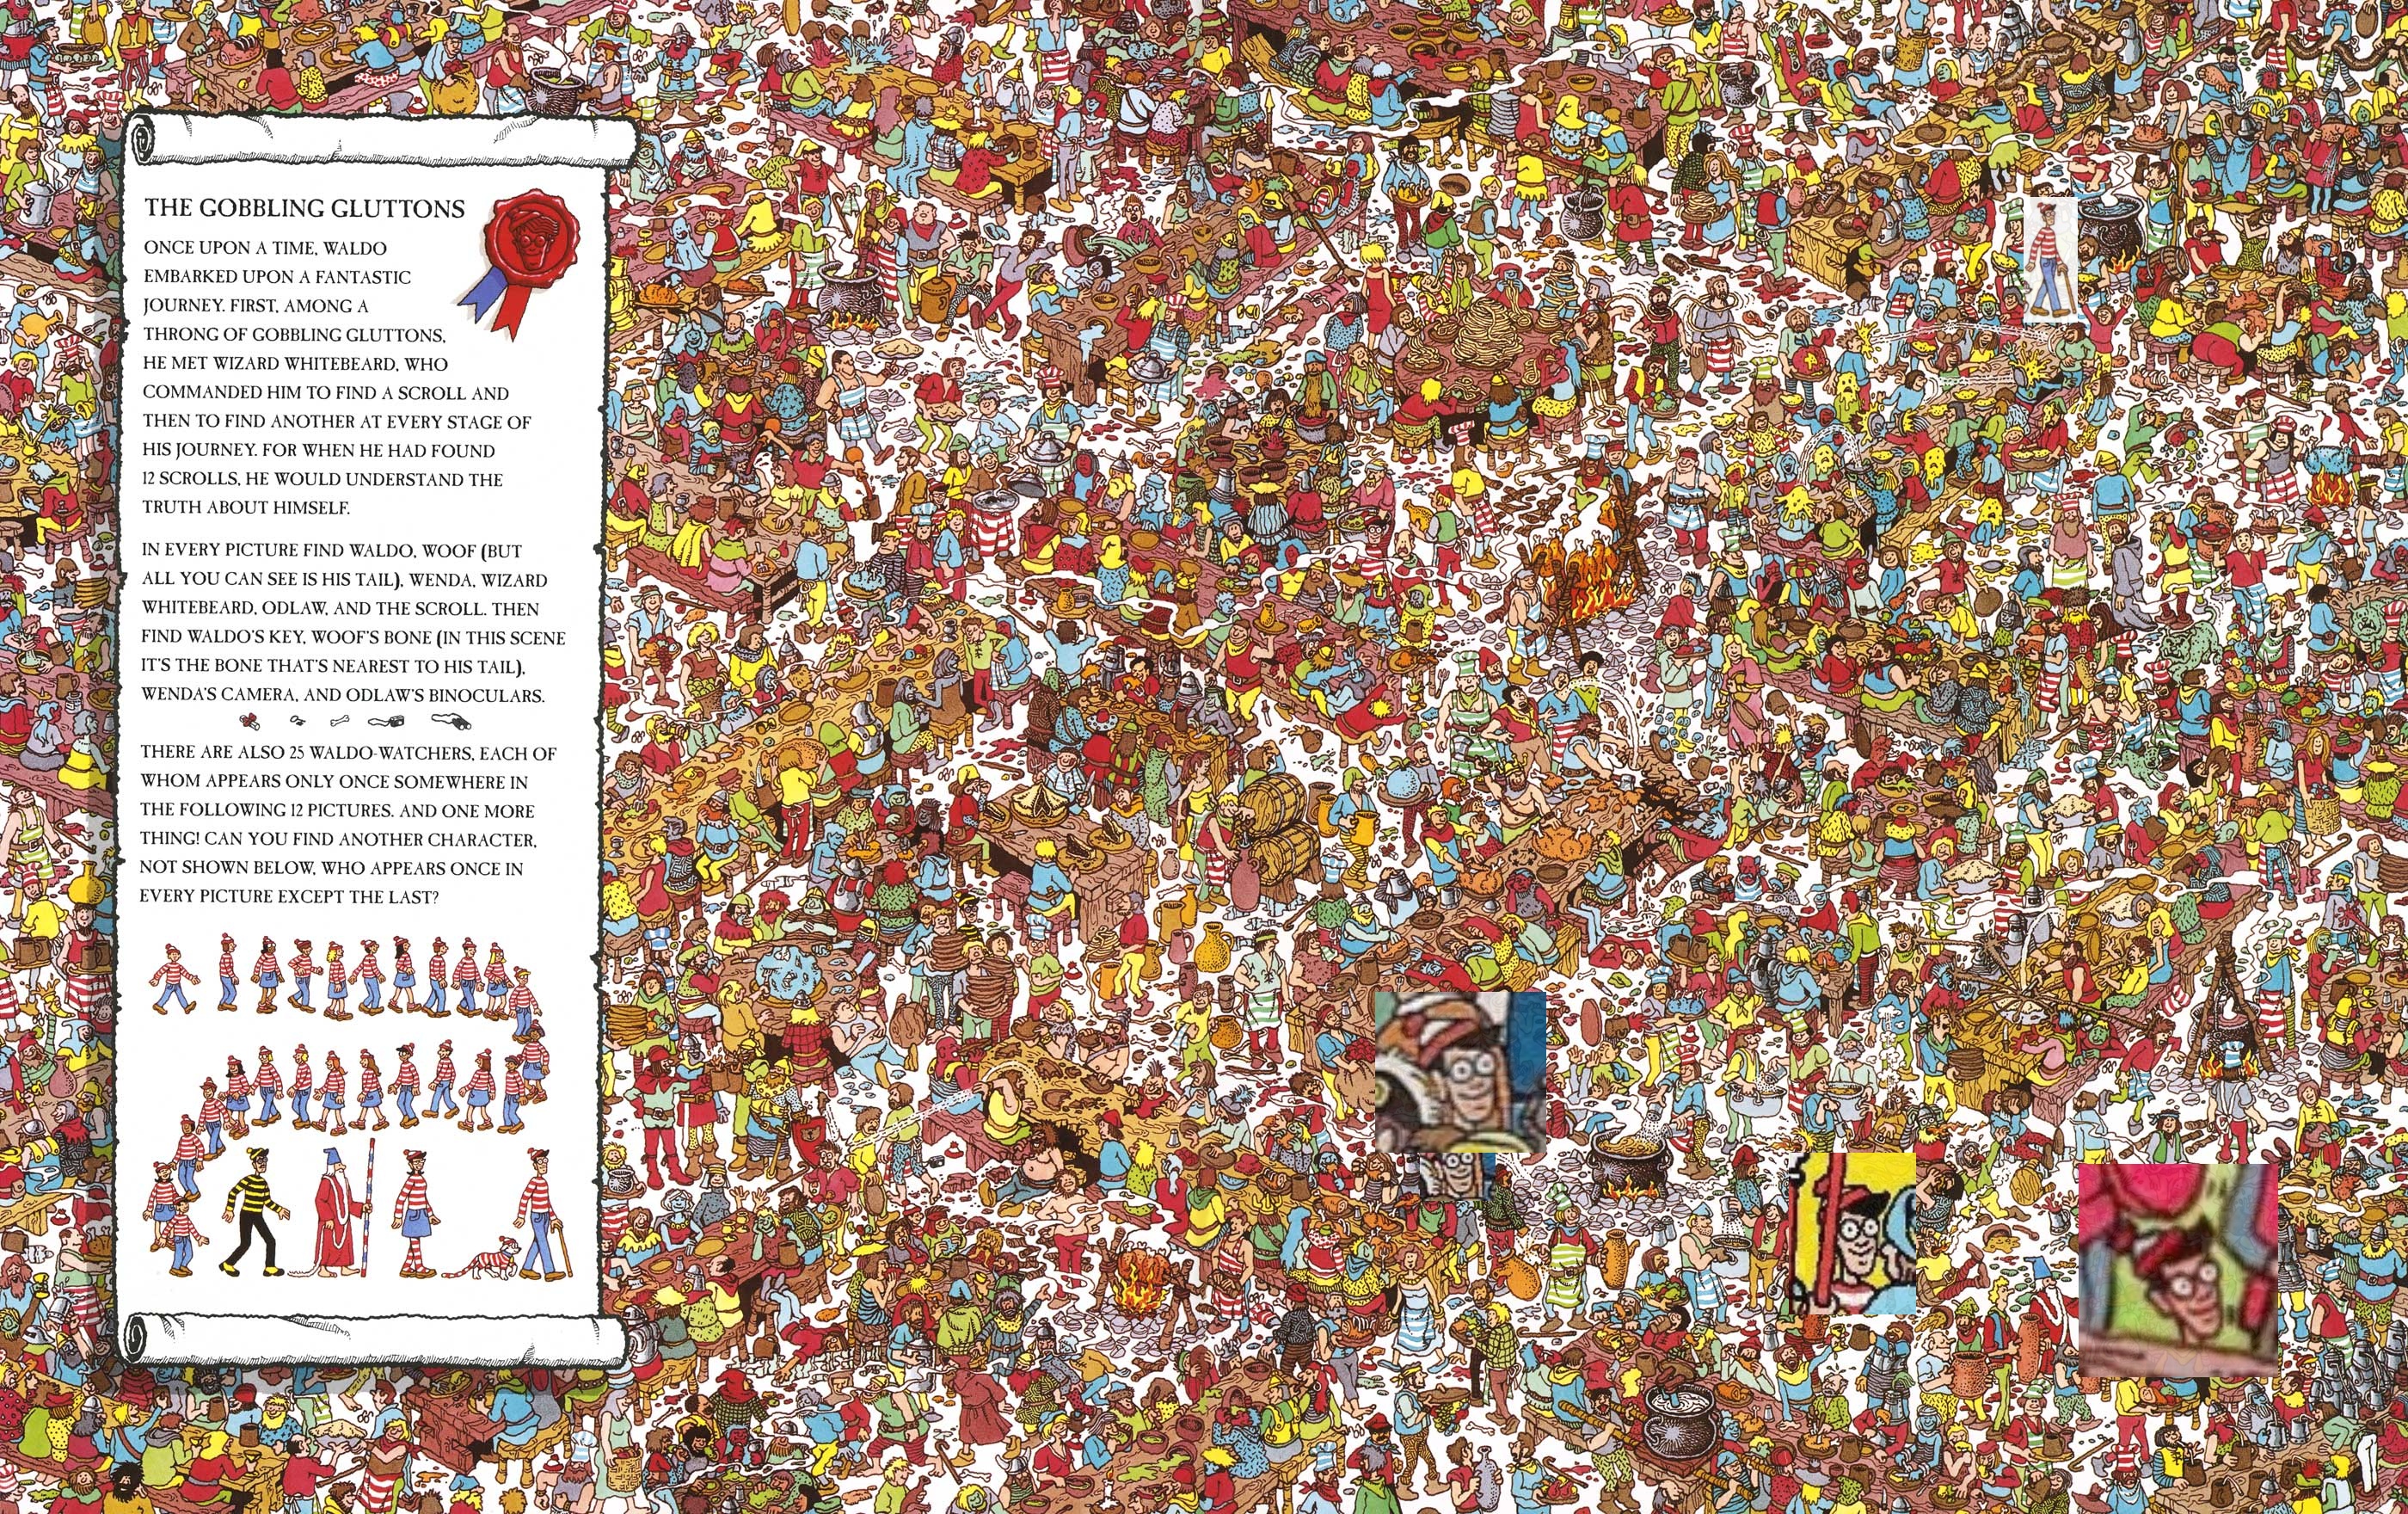 THE GOBBLING GLUTTONS
ONCE UPON A TIME, WALDO
EMBARKED UPON A FANTASTIC
JOURNEY. FIRST, AMONG A
THRONG OF GOBBLING GLUTTONS,
HE MET WIZARD WHITEBEARD, WHO
COMMANDED HIM TO FIND A SCROLL AND
THEN TO FIND ANOTHER AT EVERY STAGE OF
HIS JOURNEY. FOR WHEN HE HAD FOUND
12 SCROLLS, HE WOULD UNDERSTAND THE
TRUTH ABOUT HIMSELF.
IN EVERY PICTURE FIND WALDO, WOOF (BUT
ALL YOU CAN SEE IS HIS TAIL), WENDA, WIZARD
WHITEBEARD, ODLAW, AND THE SCROLL. THEN
FIND WALDO'S KEY, WOOF'S BONE (IN THIS SCENE
IT'S THE BONE THAT'S NEAREST TO HIS TAIL),
WENDA'S CAMERA, AND ODLAW'S BINOCULARS.
THERE ARE ALSO 25 WALDO-WATCHERS, EACH OF
WHOM APPEARS ONLY ONCE SOMEWHERE IN
THE FOLLOWING 12 PICTURES. AND ONE MORE
THING! CAN YOU FIND ANOTHER CHARACTER,
NOT SHOWN BELOW, WHO APPEARS ONCE IN
EVERY PICTURE EXCEPT THE LAST?